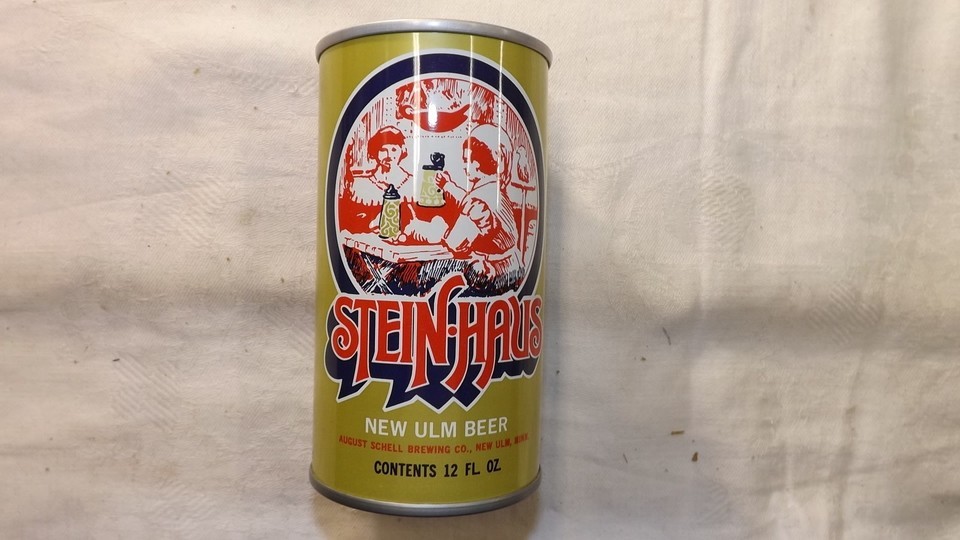 STEIN·HAUS
NEW ULM BEER
AUGUST SCHELL BREWING CO., NEW ULM, MINN.
CONTENTS 12 FL. OZ.